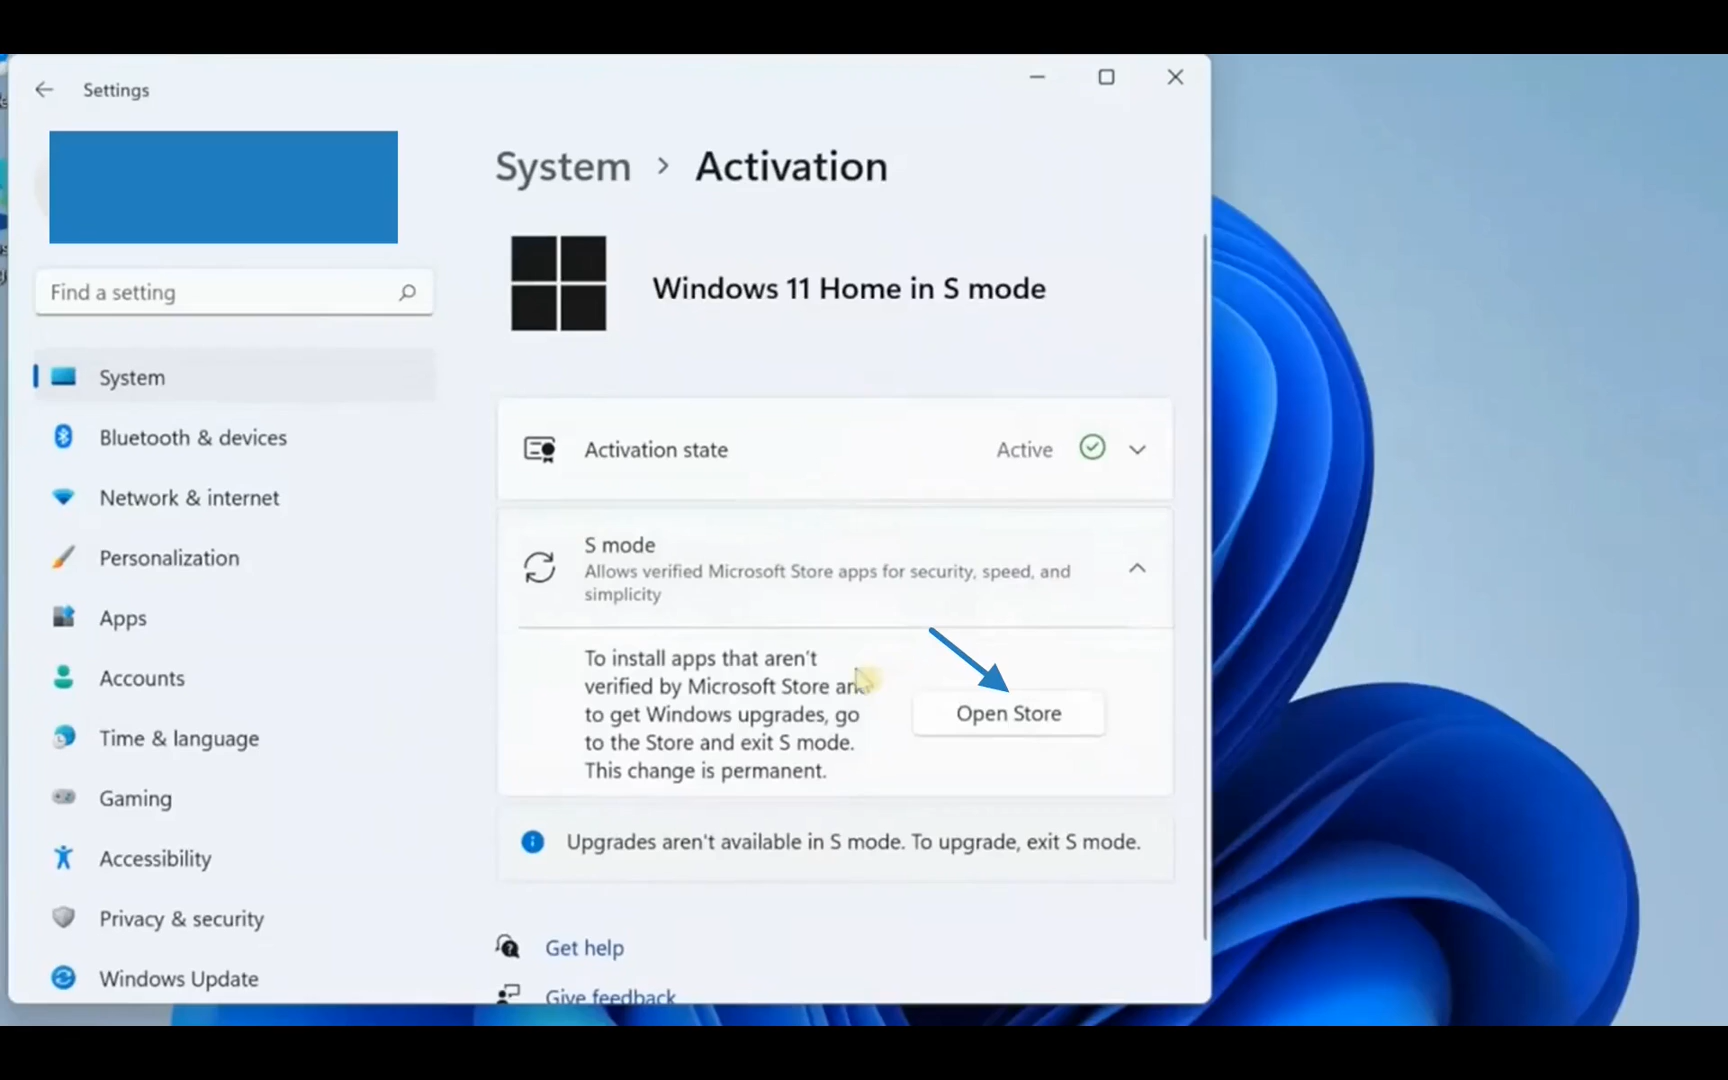 Settings
System > Activation
Windows 11 Home in S mode
Find a setting
System
Bluetooth & devices
Network & internet
Personalization
Apps
Accounts
Time & language
Gaming
Accessibility
Privacy & security
Windows Update
Activation state
Active
S mode
Allows verified Microsoft Store apps for security, speed, and
simplicity
To install apps that aren't
verified by Microsoft Store and
to get Windows upgrades, go
to the Store and exit S mode.
This change is permanent.
Open Store
Upgrades aren't available in S mode. To upgrade, exit S mode.
Get help
Give feedback